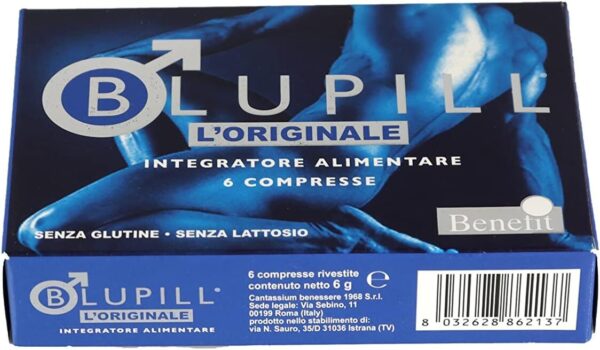 BLUPILL
L'ORIGINALE
INTEGRATORE ALIMENTARE
6 COMPRESSE
SENZA GLUTINE • SENZA LATTOSIO
Benefit
BLUPILL®
L'ORIGINALE
INTEGRATORE ALIMENTARE
6 compresse rivestite
contenuto netto 6 g e
Cantassium benessere 1968 S.r.l.
Sede legale: Via Sebino, 11
00199 Roma (Italy)
prodotto nello stabilimento di:
via N. Sauro, 35/D 31036 Istrana (TV)
8 032628 862137